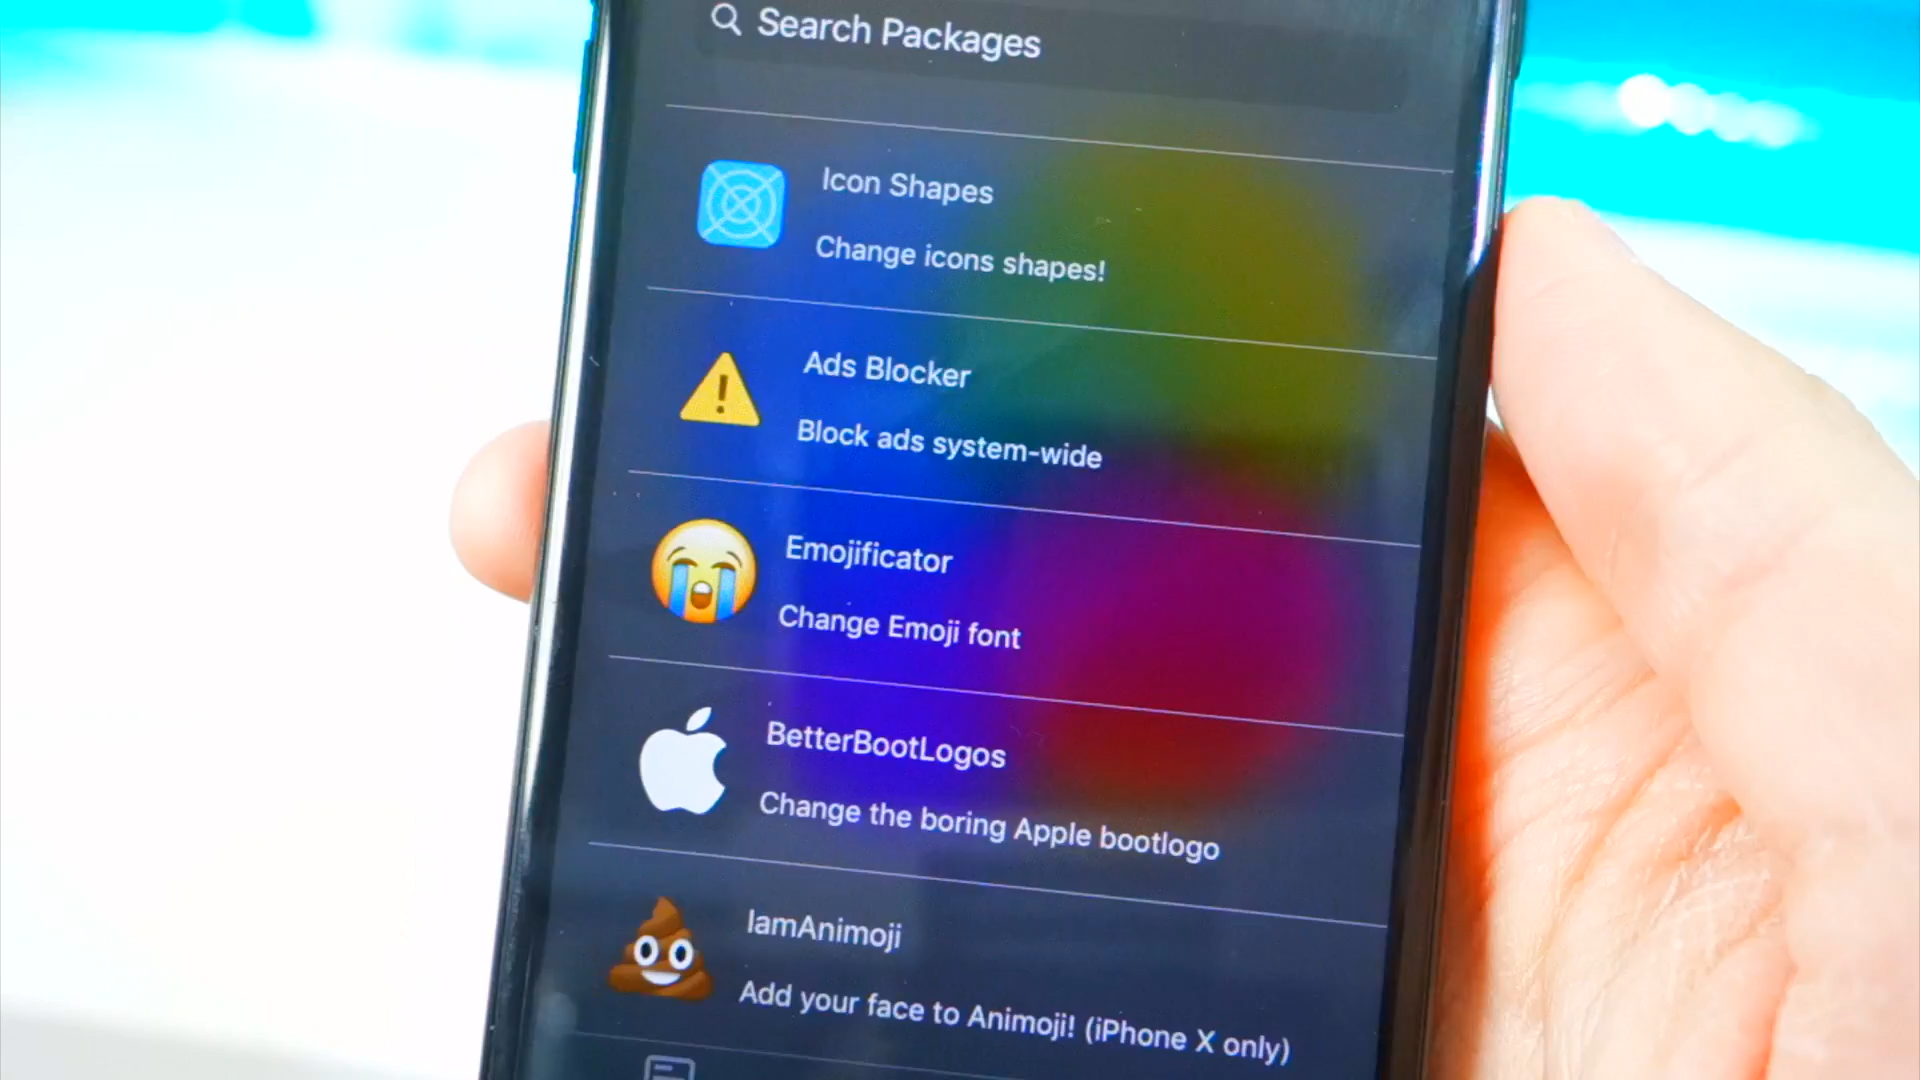 Search Packages
Icon Shapes
Change icons shapes!
Ads Blocker
Block ads system-wide
Emojificator
Change Emoji font
BetterBootLogos
Change the boring Apple bootlogo
IamAnimoji
Add your face to Animoji! (iPhone X only)